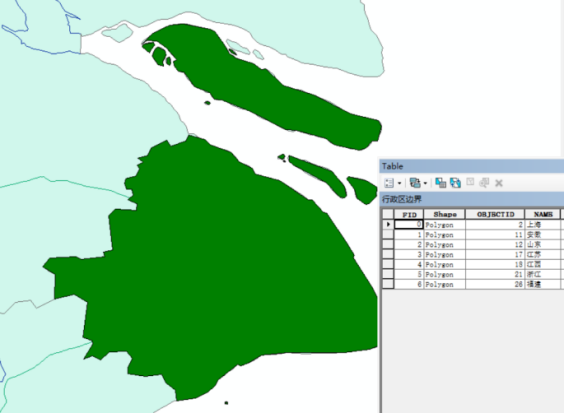 Table
行政区边界
FID Shape OBJECTID NAME
0 Polygon 2 上海
1 Polygon 11 安徽
2 Polygon 12 山东
3 Polygon 17 江苏
4 Polygon 18 江西
5 Polygon 21 浙江
6 Polygon 26 福建